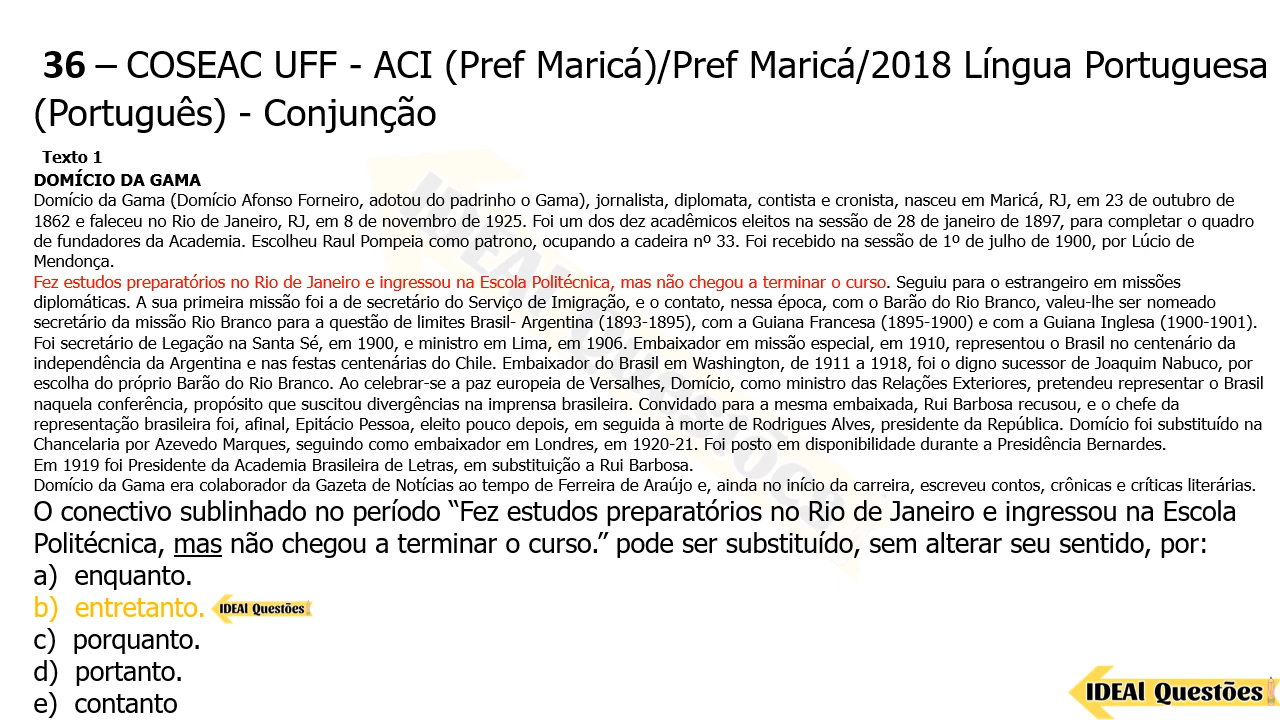 36 – COSEAC UFF - ACI (Pref Maricá)/Pref Maricá/2018 Língua Portuguesa
(Português) - Conjunção
Texto 1
DOMÍCIO DA GAMA
Domício da Gama (Domício Afonso Forneiro, adotou do padrinho o Gama), jornalista, diplomata, contista e cronista, nasceu em Maricá, RJ, em 23 de outubro de
1862 e faleceu no Rio de Janeiro, RJ, em 8 de novembro de 1925. Foi um dos dez acadêmicos eleitos na sessão de 28 de janeiro de 1897, para completar o quadro
de fundadores da Academia. Escolheu Raul Pompeia como patrono, ocupando a cadeira nº 33. Foi recebido na sessão de 1º de julho de 1900, por Lúcio de
Mendonça.
Fez estudos preparatórios no Rio de Janeiro e ingressou na Escola Politécnica, mas não chegou a terminar o curso. Seguiu para o estrangeiro em missões
diplomáticas. A sua primeira missão foi a de secretário do Serviço de Imigração, e o contato, nessa época, com o Barão do Rio Branco, valeu-lhe ser nomeado
secretário da missão Rio Branco para a questão de limites Brasil- Argentina (1893-1895), com a Guiana Francesa (1895-1900) e com a Guiana Inglesa (1900-1901).
Foi secretário de Legação na Santa Sé, em 1900, e ministro em Lima, em 1906. Embaixador em missão especial, em 1910, representou o Brasil no centenário da
independência da Argentina e nas festas centenárias do Chile. Embaixador do Brasil em Washington, de 1911 a 1918, foi o digno sucessor de Joaquim Nabuco, por
escolha do próprio Barão do Rio Branco. Ao celebrar-se a paz europeia de Versalhes, Domício, como ministro das Relações Exteriores, pretendeu representar o Brasil
naquela conferência, propósito que suscitou divergências na imprensa brasileira. Convidado para a mesma embaixada, Rui Barbosa recusou, e o chefe da
representação brasileira foi, afinal, Epitácio Pessoa, eleito pouco depois, em seguida à morte de Rodrigues Alves, presidente da República. Domício foi substituído na
Chancelaria por Azevedo Marques, seguindo como embaixador em Londres, em 1920-21. Foi posto em disponibilidade durante a Presidência Bernardes.
Em 1919 foi Presidente da Academia Brasileira de Letras, em substituição a Rui Barbosa.
Domício da Gama era colaborador da Gazeta de Notícias ao tempo de Ferreira de Araújo e, ainda no início da carreira, escreveu contos, crônicas e críticas literárias.
O conectivo sublinhado no período “Fez estudos preparatórios no Rio de Janeiro e ingressou na Escola
Politécnica, mas não chegou a terminar o curso.” pode ser substituído, sem alterar seu sentido, por:
a) enquanto.
b) entretanto. IDEAl Questões
c) porquanto.
d) portanto.
e) contanto
IDEAl Questões
IDEAl Questões